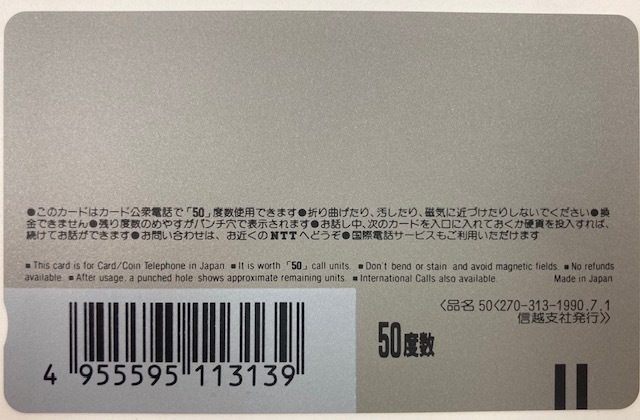 ●このカードはカード公衆電話で「50」度数使用できます●折り曲げたり、汚したり、磁気に近づけたりしないでください●換
金できません●残り度数のめやすがパンチ穴で表示されます●お話し中、次のカードを入口に入れておくか硬貨を投入すれば、
続けてお話ができます●お問い合わせは、お近くのNTTへどうぞ●国際電話サービスもご利用いただけます
■This card is for Card/Coin Telephone in Japan. ■It is worth「50」call units. ■Don't bend or stain and avoid magnetic fields. ■No refunds
available. ■After usage, a punched hole shows approximate remaining units. ■International Calls also available. Made in Japan
〈品名 50〈270-313-1990.7.1
信越支社発行〉〉
50度数
4 955595 113139